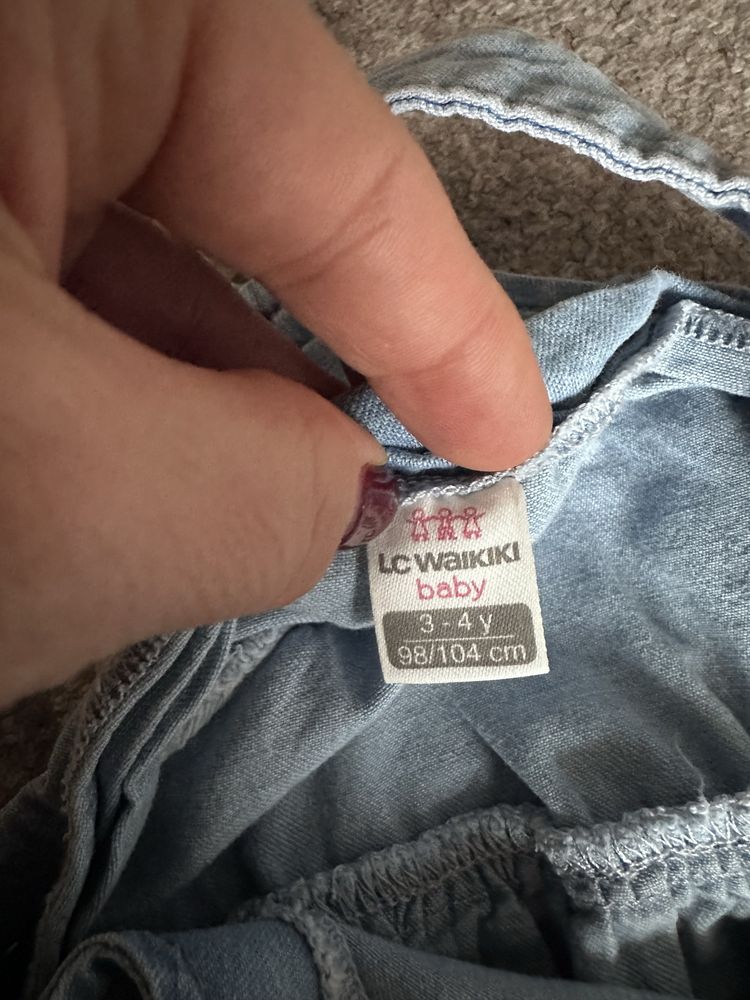 LC WAIKIKI
baby
3 - 4 y
98/104 cm